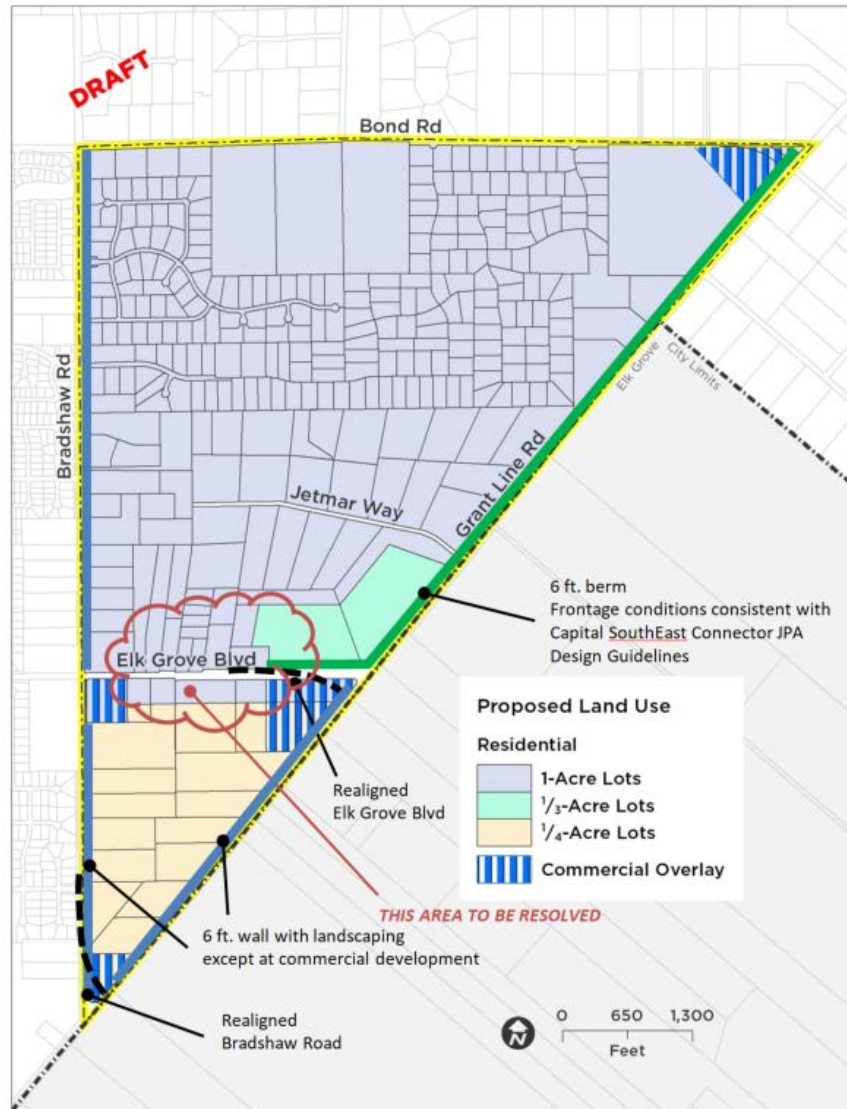 DRAFT
Bond Rd
Bradshaw Rd
Elk Grove
City Limits
Grant Line Rd
Jetmar Way
6 ft. berm
Frontage conditions consistent with
Capital SouthEast Connector JPA
Design Guidelines
Elk Grove Blvd
Proposed Land Use
Residential
1-Acre Lots
1/3-Acre Lots
1/4-Acre Lots
Commercial Overlay
Realigned
Elk Grove Blvd
THIS AREA TO BE RESOLVED
6 ft. wall with landscaping
except at commercial development
Realigned
Bradshaw Road
N
0 650 1,300
Feet